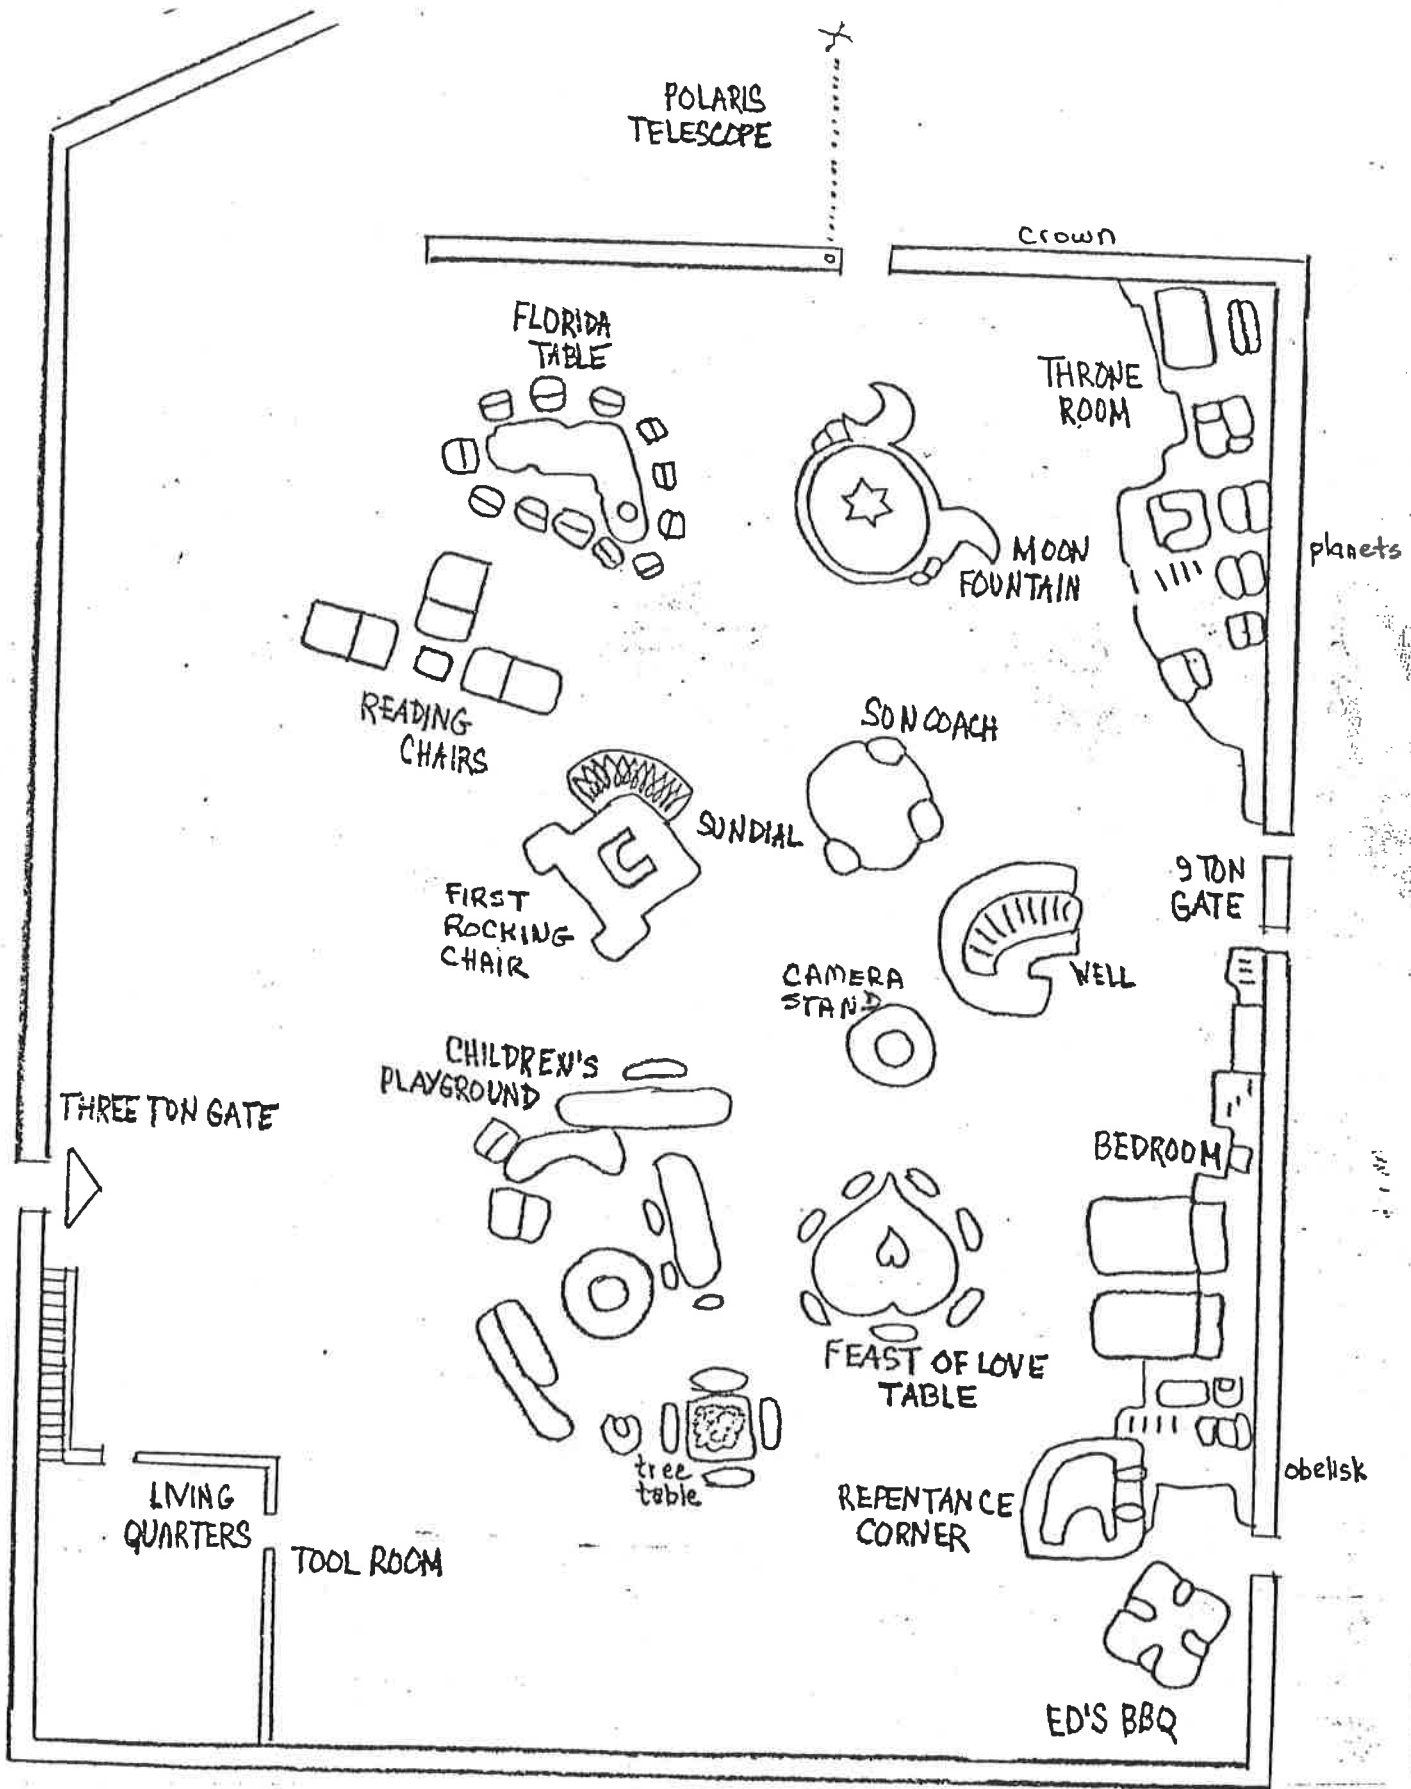 POLARIS
TELESCOPE
crown
FLORIDA
TABLE
THRONE
ROOM
MOON
FOUNTAIN
planets
READING
CHAIRS
SUN COACH
SUNDIAL
FIRST
ROCKING
CHAIR
9 TON
GATE
WELL
CAMERA
STAND
CHILDREN'S
PLAYGROUND
THREE TON GATE
BEDROOM
FEAST OF LOVE
TABLE
tree
table
obelisk
REPENTANCE
CORNER
LIVING
QUARTERS
TOOL ROOM
ED'S BBQ